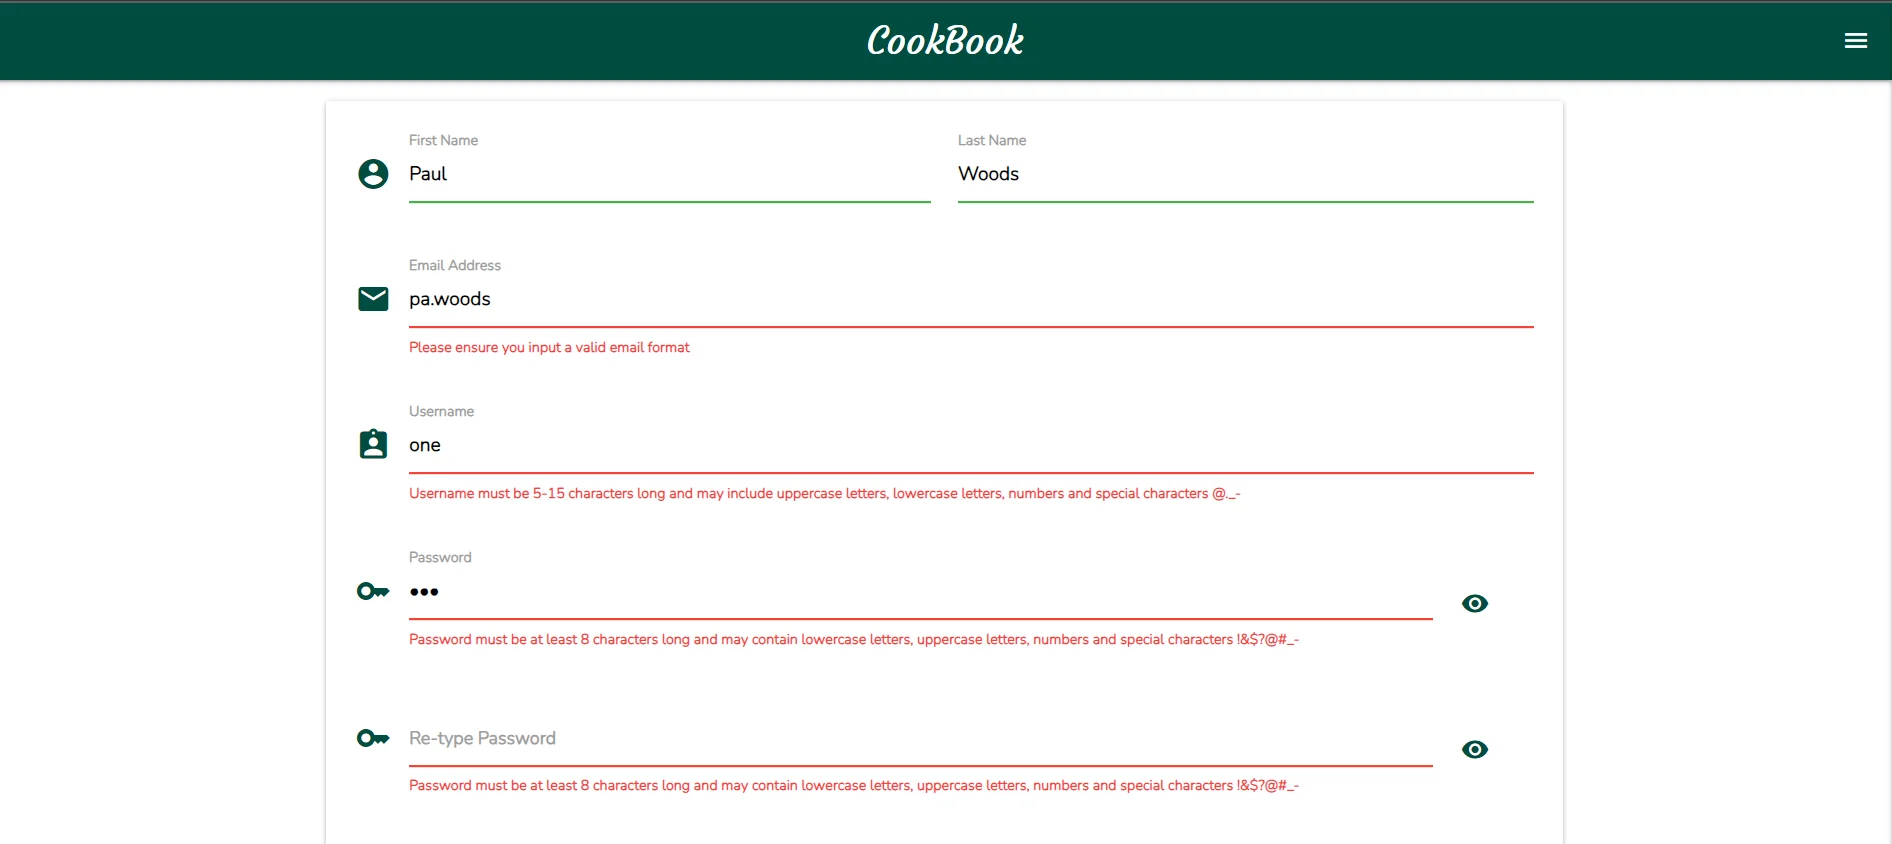 CookBook
First Name
Last Name
Paul
Woods
Email Address
pa.woods
Please ensure you input a valid email format
Username
one
Username must be 5-15 characters long and may include uppercase letters, lowercase letters, numbers and special characters @._-
Password
•••
Password must be at least 8 characters long and may contain lowercase letters, uppercase letters, numbers and special characters !&$?@#_-
Re-type Password
Password must be at least 8 characters long and may contain lowercase letters, uppercase letters, numbers and special characters !&$?@#_-